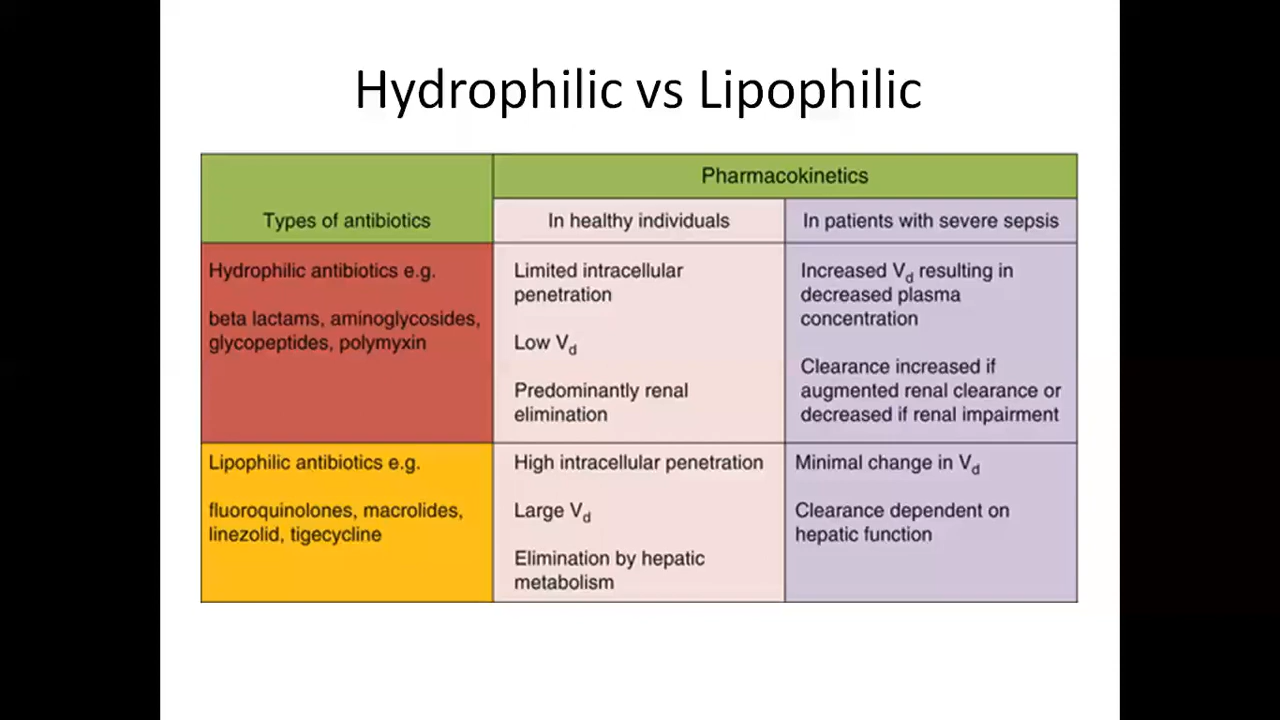 Hydrophilic vs Lipophilic
Pharmacokinetics
Types of antibiotics
In healthy individuals
In patients with severe sepsis
Hydrophilic antibiotics e.g.
beta lactams, aminoglycosides,
glycopeptides, polymyxin
Limited intracellular
penetration
Low Vd
Predominantly renal
elimination
Increased Vd resulting in
decreased plasma
concentration
Clearance increased if
augmented renal clearance or
decreased if renal impairment
Lipophilic antibiotics e.g.
fluoroquinolones, macrolides,
linezolid, tigecycline
High intracellular penetration
Large Vd
Elimination by hepatic
metabolism
Minimal change in Vd
Clearance dependent on
hepatic function